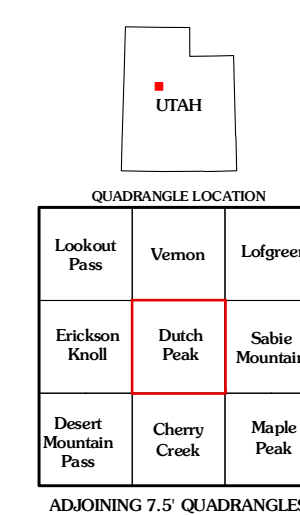 UTAH
QUADRANGLE LOCATION
Lookout
Pass
Vernon
Lofgreen
Erickson
Knoll
Dutch
Peak
Sabie
Mountain
Desert
Mountain
Pass
Cherry
Creek
Maple
Peak
ADJOINING 7.5' QUADRANGLES